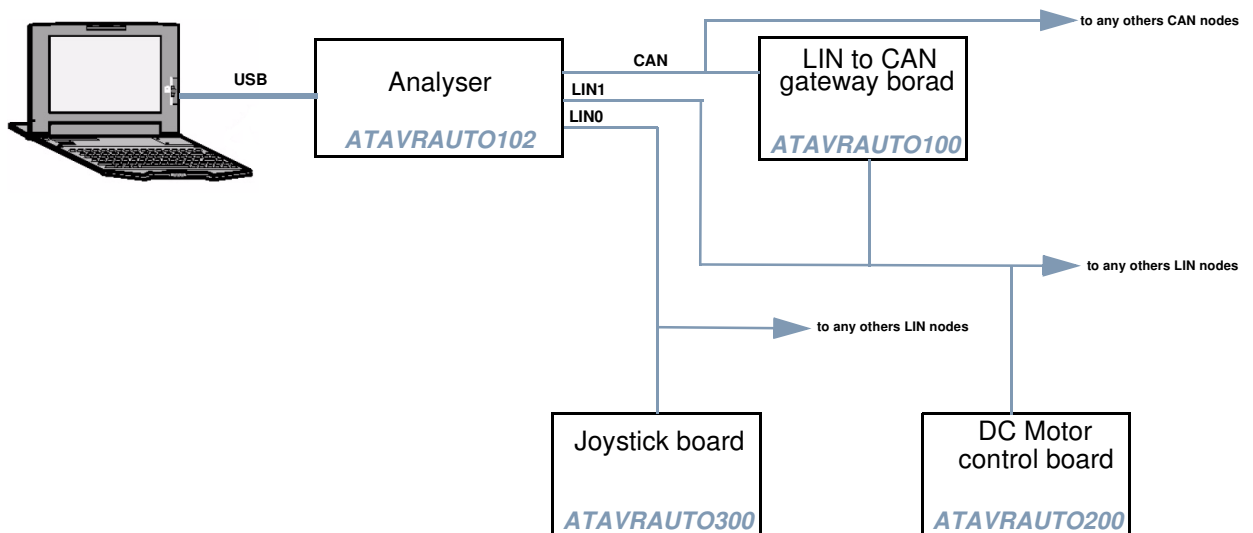 to any others CAN nodes
USB
Analyser
ATAVRAUTO102
CAN
LIN1
LIN0
LIN to CAN
gateway borad
ATAVRAUTO100
to any others LIN nodes
to any others LIN nodes
Joystick board
ATAVRAUTO300
DC Motor
control board
ATAVRAUTO200